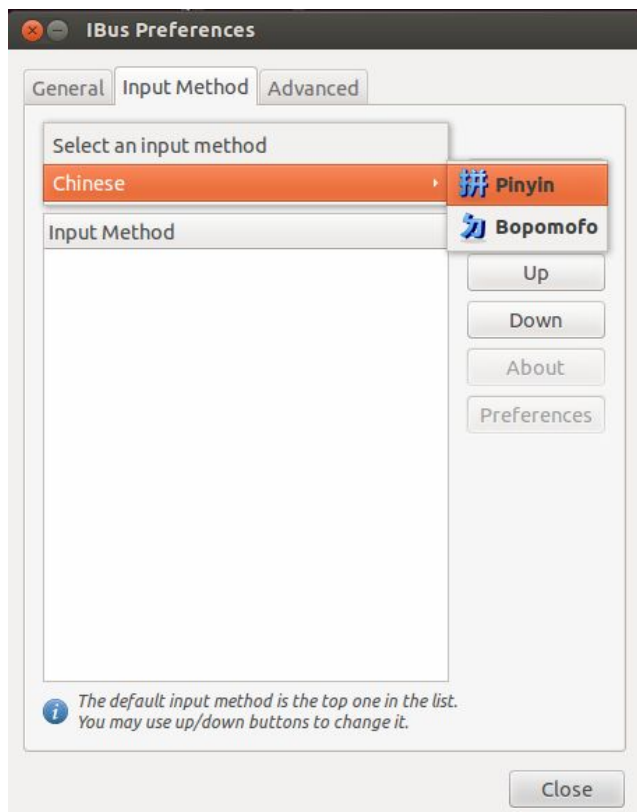 IBus Preferences
General Input Method Advanced
Select an input method
Chinese
拼 Pinyin
Input Method
勺 Bopomofo
Up
Down
About
Preferences
The default input method is the top one in the list.
You may use up/down buttons to change it.
Close